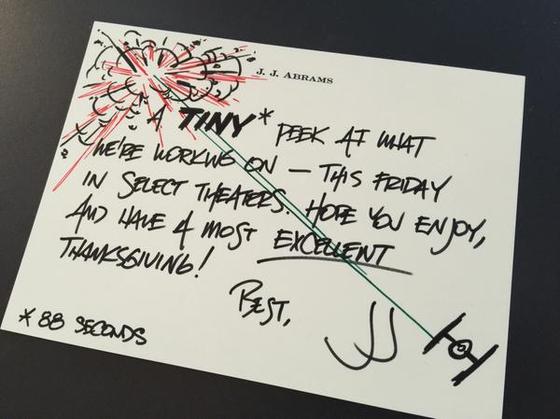 J. J. ABRAMS
A TINY* PEEK AT WHAT
WE'RE WORKING ON — THIS FRIDAY
IN SELECT THEATERS. HOPE YOU ENJOY,
AND HAVE A MOST EXCELLENT
THANKSGIVING!
BEST,
JJ
* 88 SECONDS